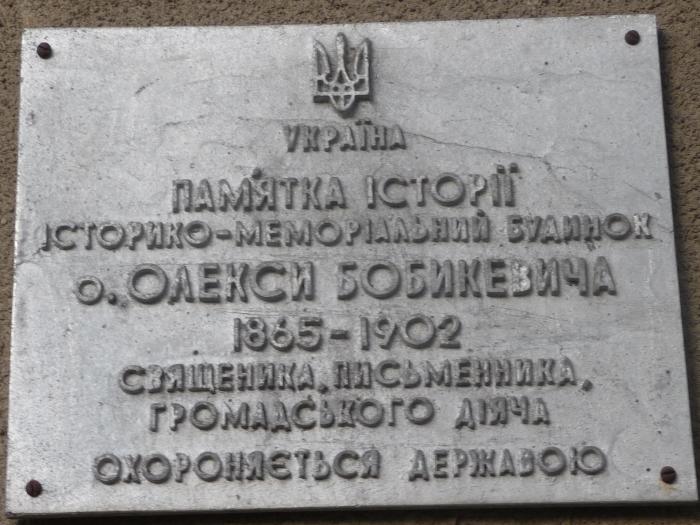 УКРАЇНА
ПАМ'ЯТКА ІСТОРІЇ
ІСТОРИКО-МЕМОРІАЛЬНИЙ БУДИНОК
о. ОЛЕКСИ БОБИКЕВИЧА
1865-1902
СВЯЩЕНИКА, ПИСЬМЕННИКА,
ГРОМАДСЬКОГО ДІЯЧА
ОХОРОНЯЄТЬСЯ ДЕРЖАВОЮ